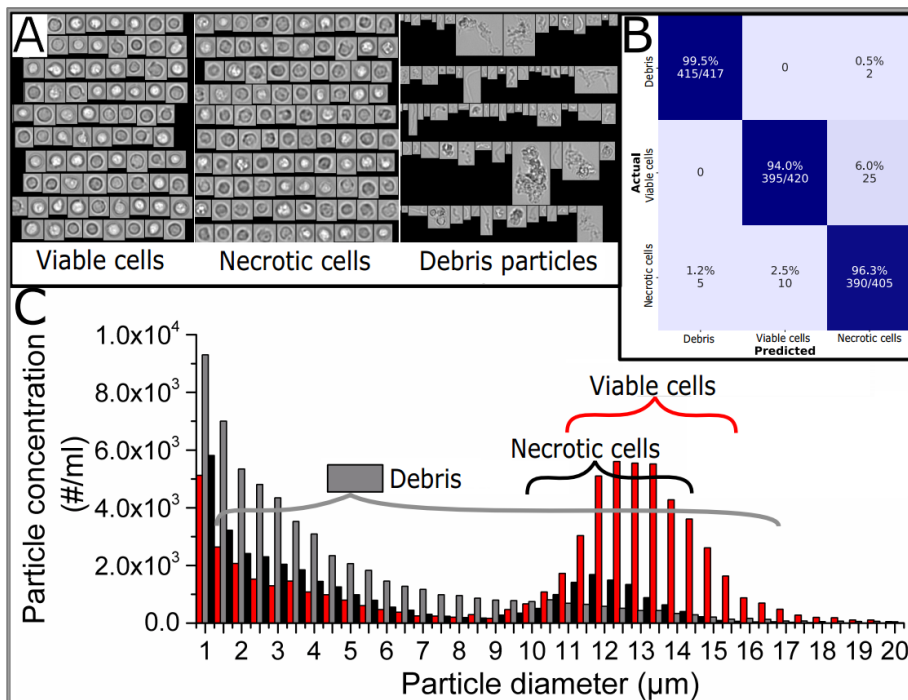 A
Viable cells
Necrotic cells
Debris particles
B
Actual
Debris
Viable cells
Necrotic cells
99.5%
415/417
0
0.5%
2
0
94.0%
395/420
6.0%
25
1.2%
5
2.5%
10
96.3%
390/405
Debris
Viable cells
Necrotic cells
Predicted
C
Particle concentration
(#/ml)
1.0x10⁴
8.0x10³
6.0x10³
4.0x10³
2.0x10³
0.0
Viable cells
Necrotic cells
Debris
1 2 3 4 5 6 7 8 9 10 11 12 13 14 15 16 17 18 19 20
Particle diameter (μm)